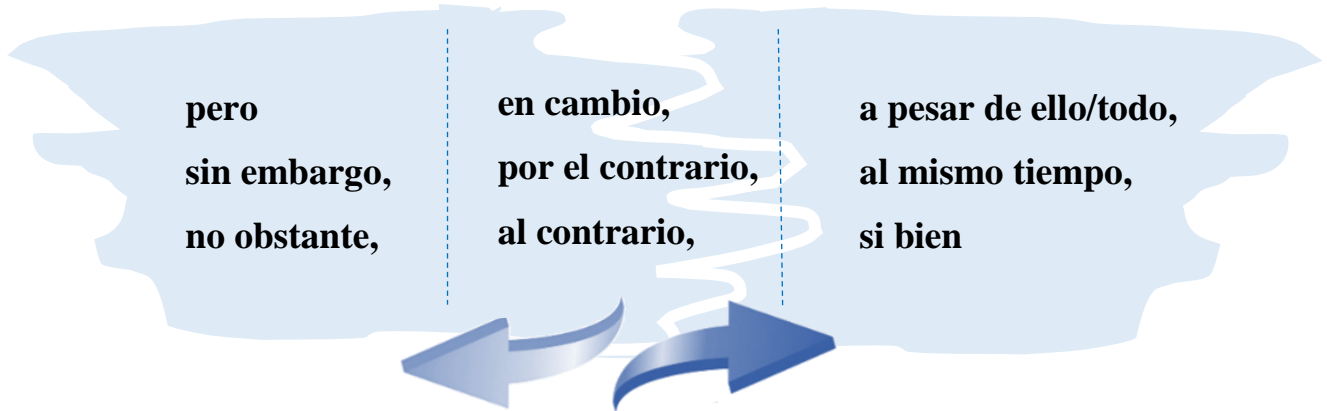 pero
sin embargo,
no obstante,
en cambio,
por el contrario,
al contrario,
a pesar de ello/todo,
al mismo tiempo,
si bien